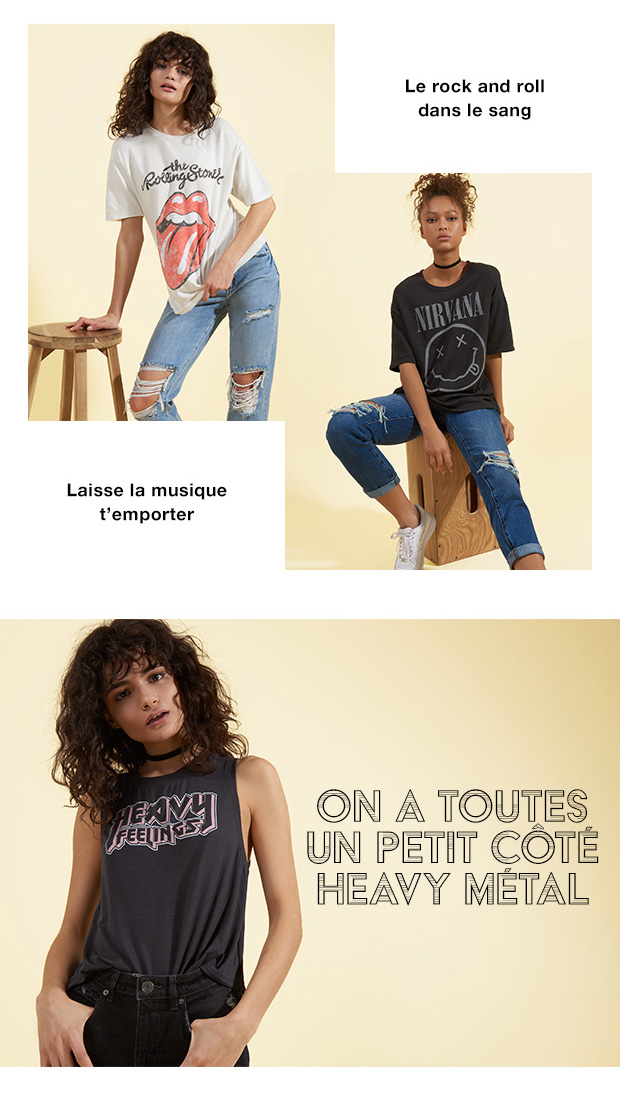 Le rock and roll
dans le sang
the
Rolling Stones
NIRVANA
Laisse la musique
t’emporter
HEAVY
FEELINGS
ON A TOUTES
UN PETIT CÔTÉ
HEAVY MÉTAL